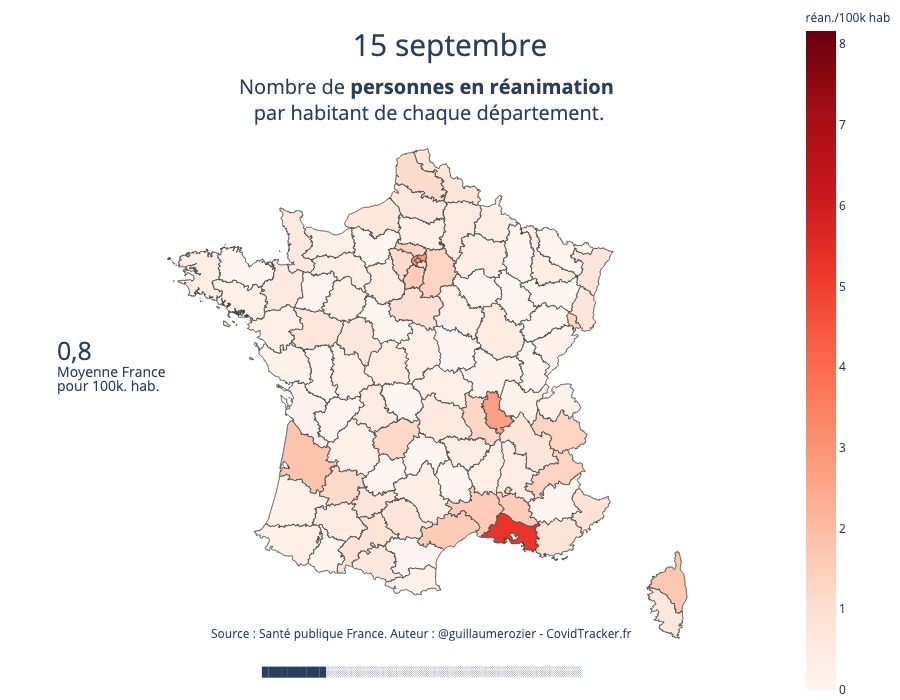 réan./100k hab
15 septembre
Nombre de personnes en réanimation
par habitant de chaque département.
8
7
6
5
4
3
2
1
0
0,8
Moyenne France
pour 100k. hab.
Source : Santé publique France. Auteur : @guillaumerozier - CovidTracker.fr